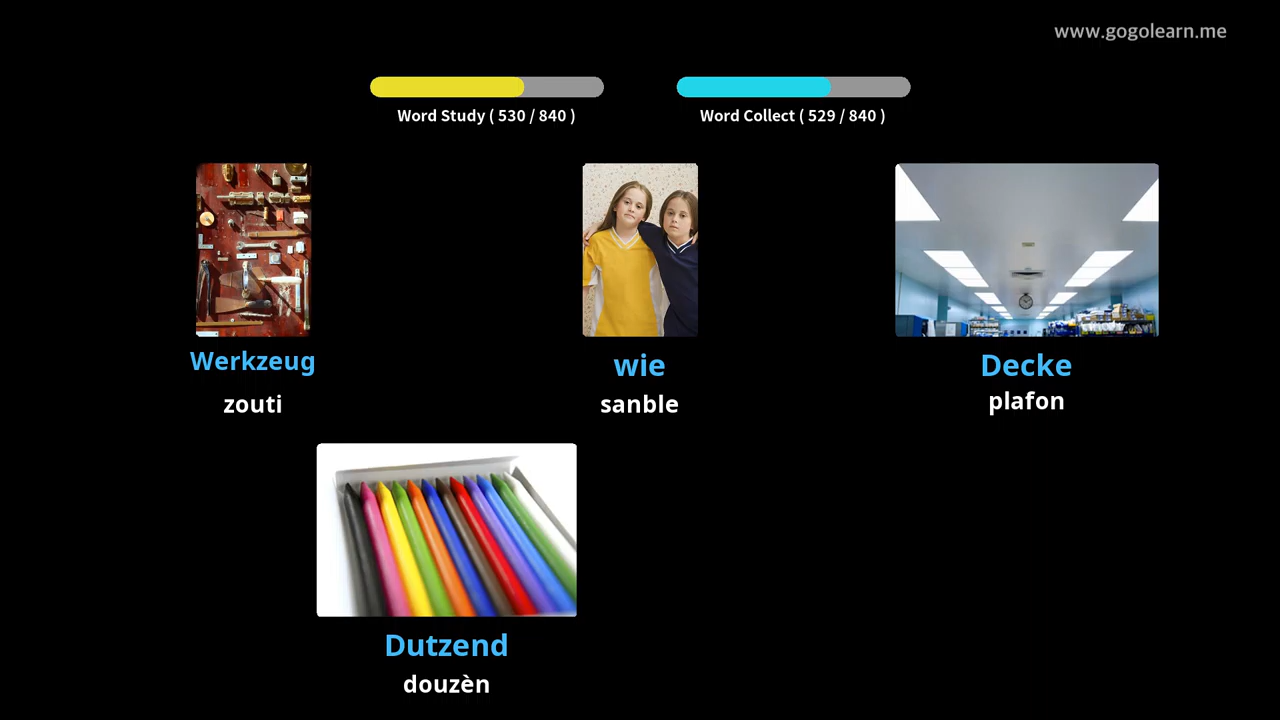 www.gogolearn.me
Word Study ( 530 / 840 )
Word Collect ( 529 / 840 )
Werkzeug
zouti
wie
sanble
Decke
plafon
Dutzend
douzèn